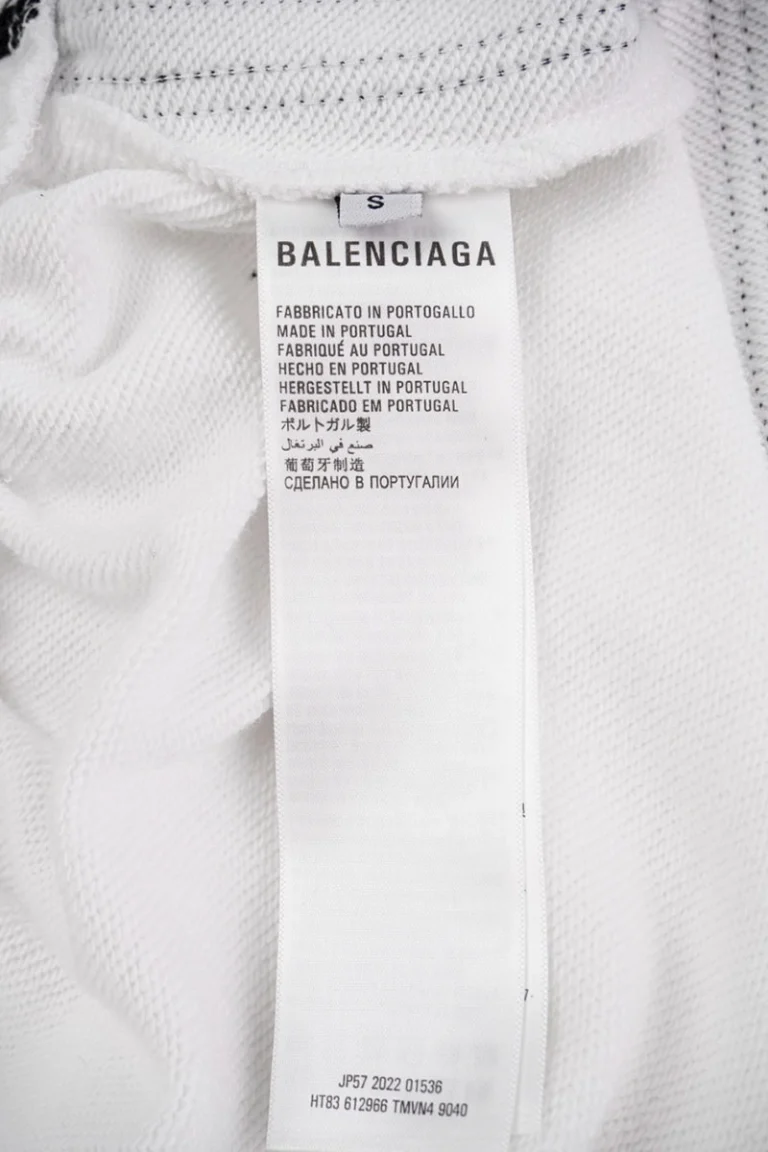 S
BALENCIAGA
FABBRICATO IN PORTOGALLO
MADE IN PORTUGAL
FABRIQUÉ AU PORTUGAL
HECHO EN PORTUGAL
HERGESTELLT IN PORTUGAL
FABRICADO EM PORTUGAL
ポルトガル製
صنع في البرتغال
葡萄牙制造
СДЕЛАНО В ПОРТУГАЛИИ
JP57 2022 01536
HT83 612966 TMVN4 9040